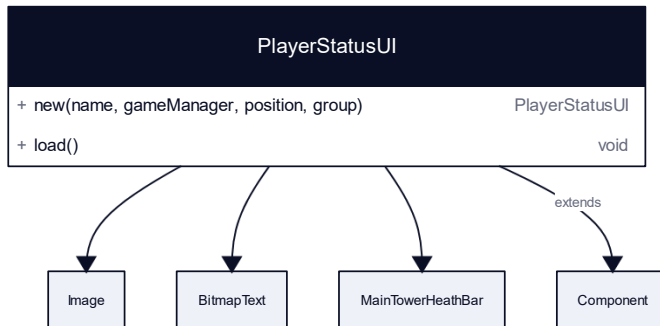 PlayerStatusUI
+ new(name, gameManager, position, group) PlayerStatusUI
+ load() void
extends
Image BitmapText MainTowerHeathBar Component